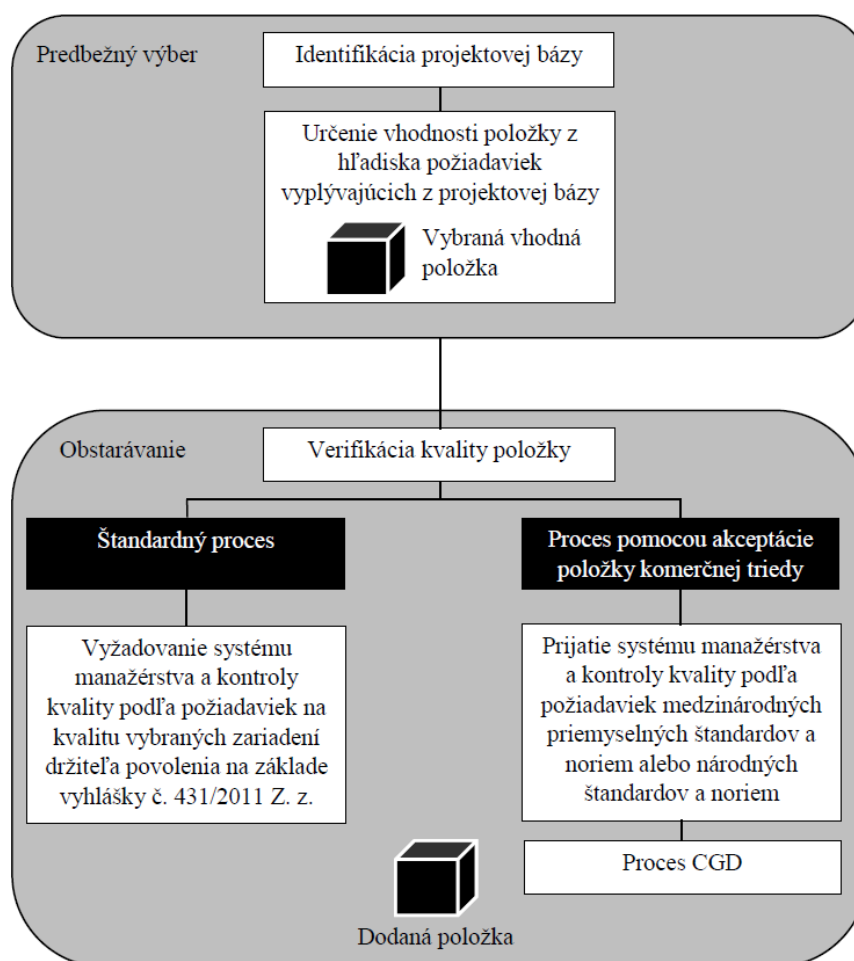 Predbežný výber
Identifikácia projektovej bázy
Určenie vhodnosti položky z
hľadiska požiadaviek
vyplývajúcich z projektovej bázy
Vybraná vhodná
položka
Obstarávanie
Verifikácia kvality položky
Štandardný proces
Vyžadovanie systému
manažérstva a kontroly
kvality podľa požiadaviek na
kvalitu vybraných zariadení
držiteľa povolenia na základe
vyhlášky č. 431/2011 Z. z.
Proces pomocou akceptácie
položky komerčnej triedy
Prijatie systému manažérstva
a kontroly kvality podľa
požiadaviek medzinárodných
priemyselných štandardov a
noriem alebo národných
štandardov a noriem
Proces CGD
Dodaná položka